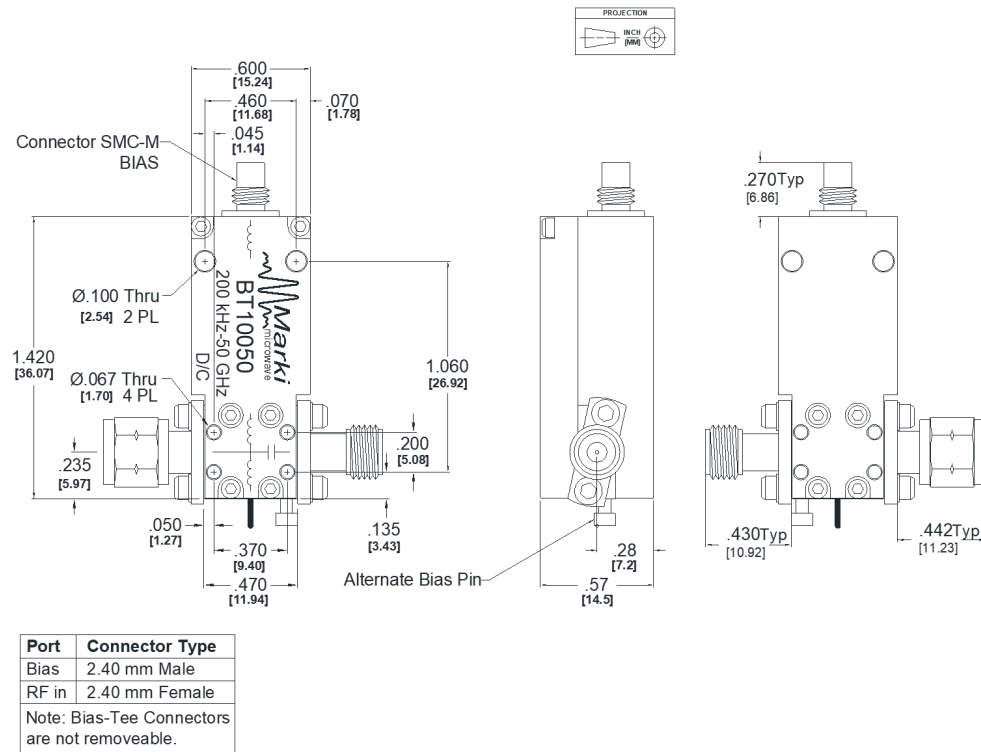 PROJECTION
INCH
[MM]
.600
[15.24]
.460
[11.68]
.070
[1.78]
.045
[1.14]
Connector SMC-M
BIAS
.270Typ
[6.86]
Ø.100 Thru
[2.54] 2 PL
Marki
microwave
BT10050
200 kHz-50 GHz
D/C
1.420
[36.07]
1.060
[26.92]
Ø.067 Thru
[1.70] 4 PL
.200
[5.08]
.235
[5.97]
.050
[1.27]
.135
[3.43]
.370
[9.40]
.470
[11.94]
Alternate Bias Pin
.28
[7.2]
.57
[14.5]
.430Typ
[10.92]
.442Typ
[11.23]
Port Connector Type
Bias 2.40 mm Male
RF in 2.40 mm Female
Note: Bias-Tee Connectors
are not removeable.